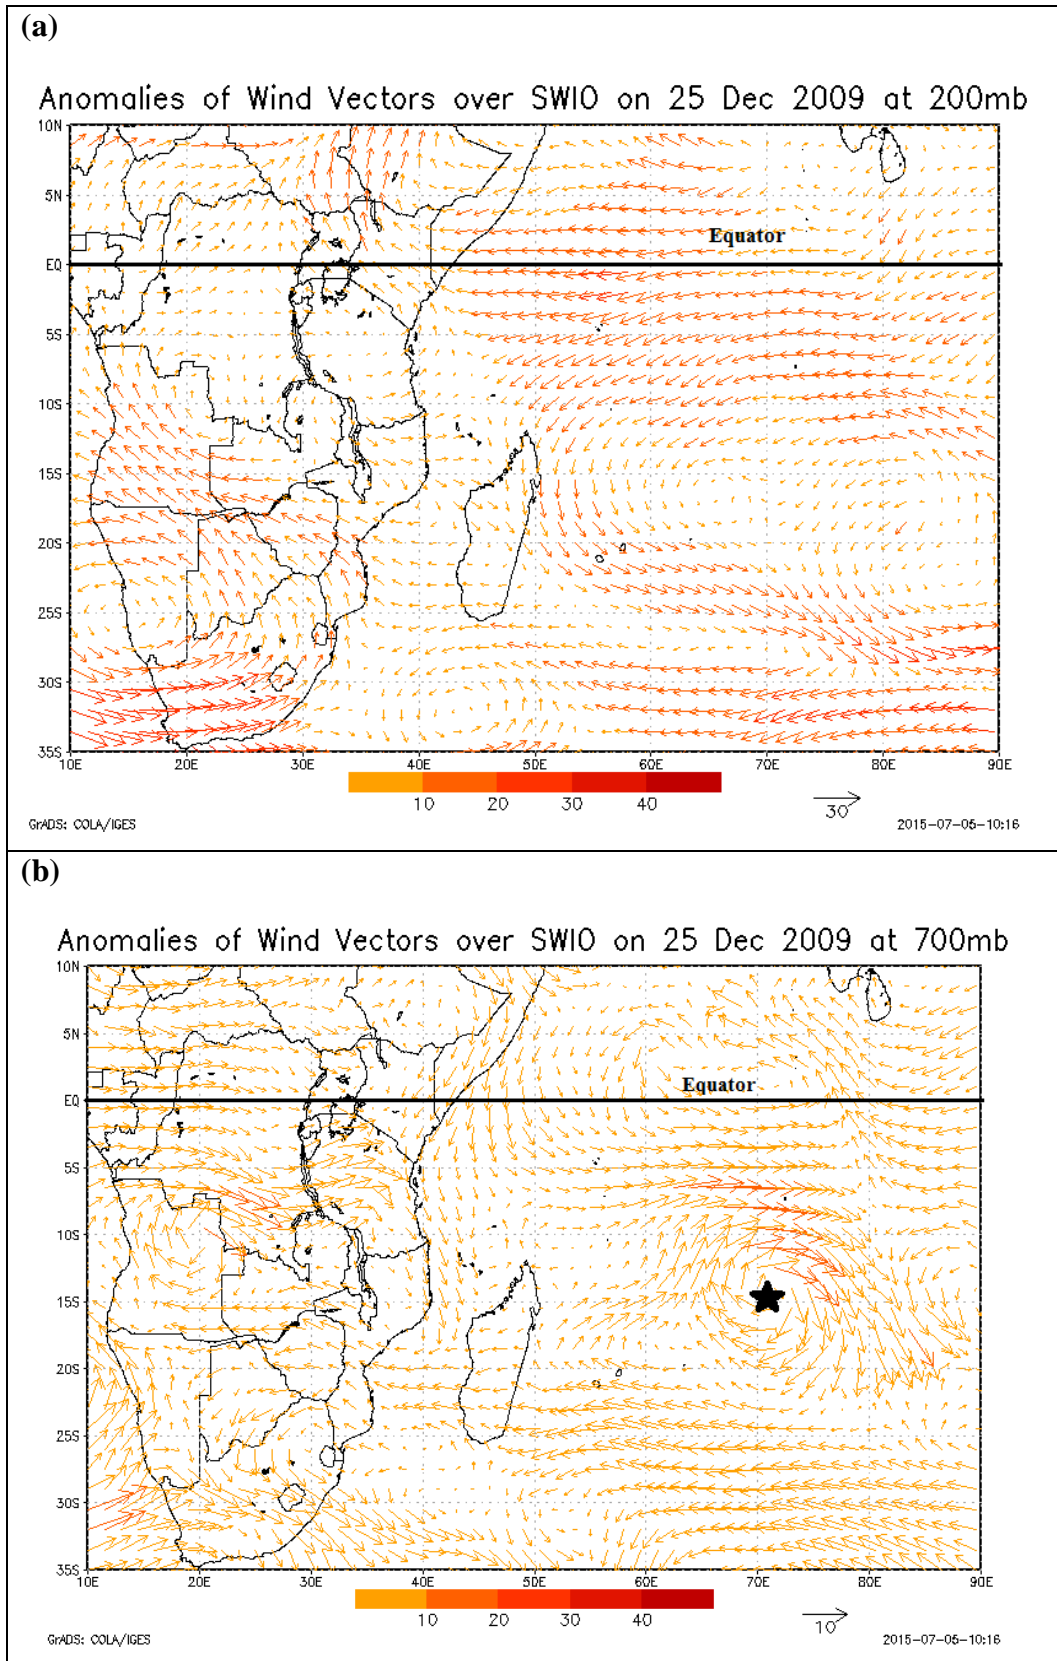 (a)
Anomalies of Wind Vectors over SWIO on 25 Dec 2009 at 200mb
10N
5N
Equator
EQ
5S
10S
15S
20S
25S
30S
35S
10E 20E 30E 40E 50E 60E 70E 80E 90E
10 20 30 40
30
GrADS: COLA/IGES 2015-07-05-10:16
(b)
Anomalies of Wind Vectors over SWIO on 25 Dec 2009 at 700mb
10N
5N
Equator
EQ
5S
10S
15S
20S
25S
30S
35S
10E 20E 30E 40E 50E 60E 70E 80E 90E
10 20 30 40
10
GrADS: COLA/IGES 2015-07-05-10:16